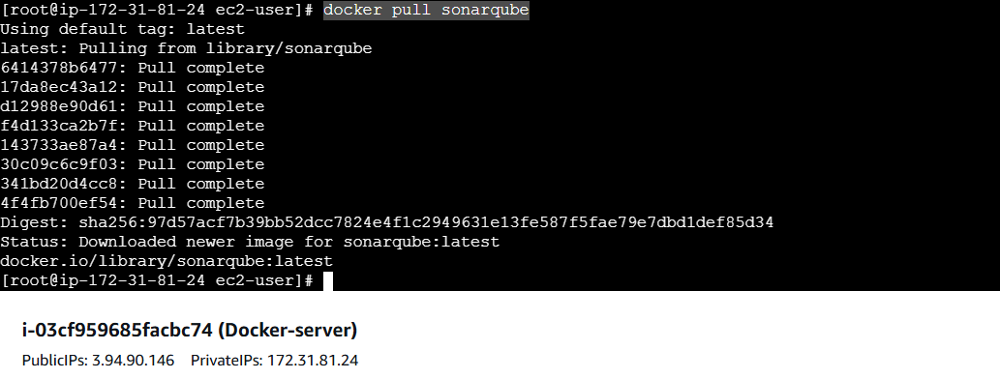 [root@ip-172-31-81-24 ec2-user]# docker pull sonarqube
Using default tag: latest
latest: Pulling from library/sonarqube
6414378b6477: Pull complete
17da8ec43a12: Pull complete
d12988e90d61: Pull complete
f4d133ca2b7f: Pull complete
143733ae87a4: Pull complete
30c09c6c9f03: Pull complete
341bd20d4cc8: Pull complete
4f4fb700ef54: Pull complete
Digest: sha256:97d57acf7b39bb52dcc7824e4f1c2949631e13fe587f5fae79e7dbd1def85d34
Status: Downloaded newer image for sonarqube:latest
docker.io/library/sonarqube:latest
[root@ip-172-31-81-24 ec2-user]#
i-03cf959685facbc74 (Docker-server)
PublicIPs: 3.94.90.146 PrivateIPs: 172.31.81.24